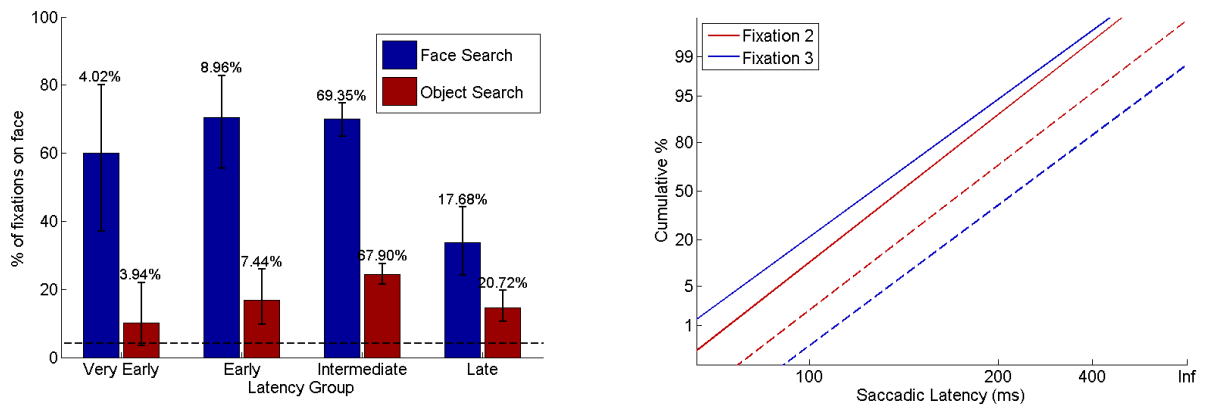 100
80
60
40
20
0
% of fixations on face
4.02%
3.94%
8.96%
7.44%
69.35%
67.90%
17.68%
20.72%
Face Search
Object Search
Very Early
Early
Intermediate
Late
Latency Group
Fixation 2
Fixation 3
99
95
80
50
20
5
1
Cumulative %
100
200
400
Inf
Saccadic Latency (ms)